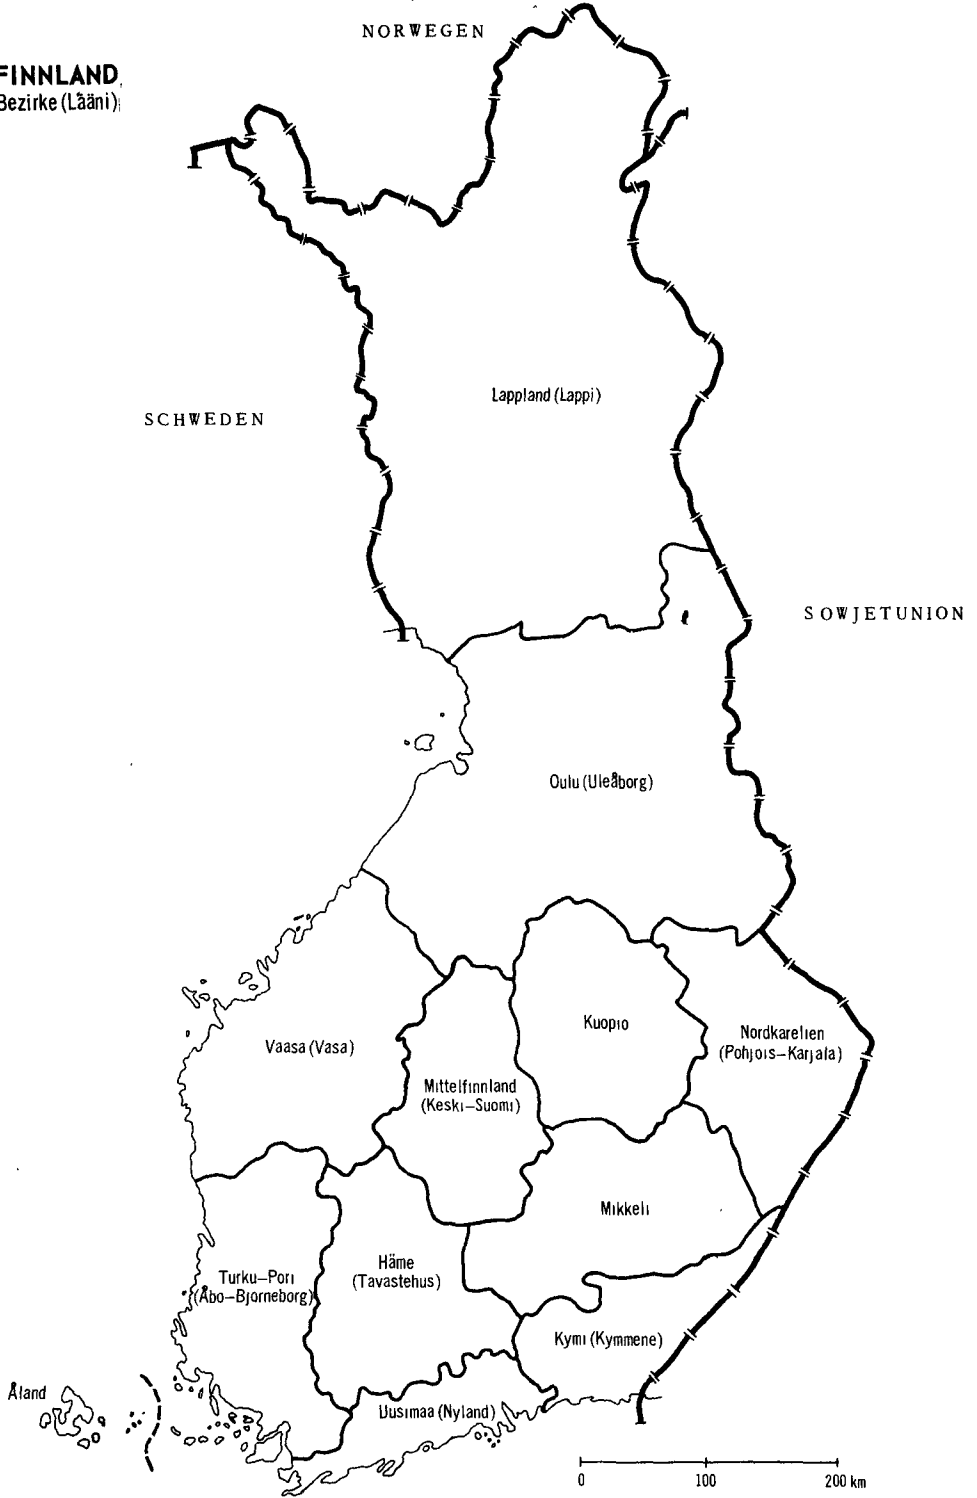 NORWEGEN
FINNLAND
Bezirke (Lääni)
SCHWEDEN
Lappland (Lappi)
SOWJETUNION
Oulu (Uleåborg)
Kuopio
Nordkarelien
(Pohjois–Karjala)
Vaasa (Vasa)
Mittelfinnland
(Keski–Suomi)
Mikkeli
Häme
(Tavastehus)
Turku–Pori
(Åbo–Bjorneborg)
Kymi (Kymmene)
Åland
Uusimaa (Nyland)
0 100 200 km